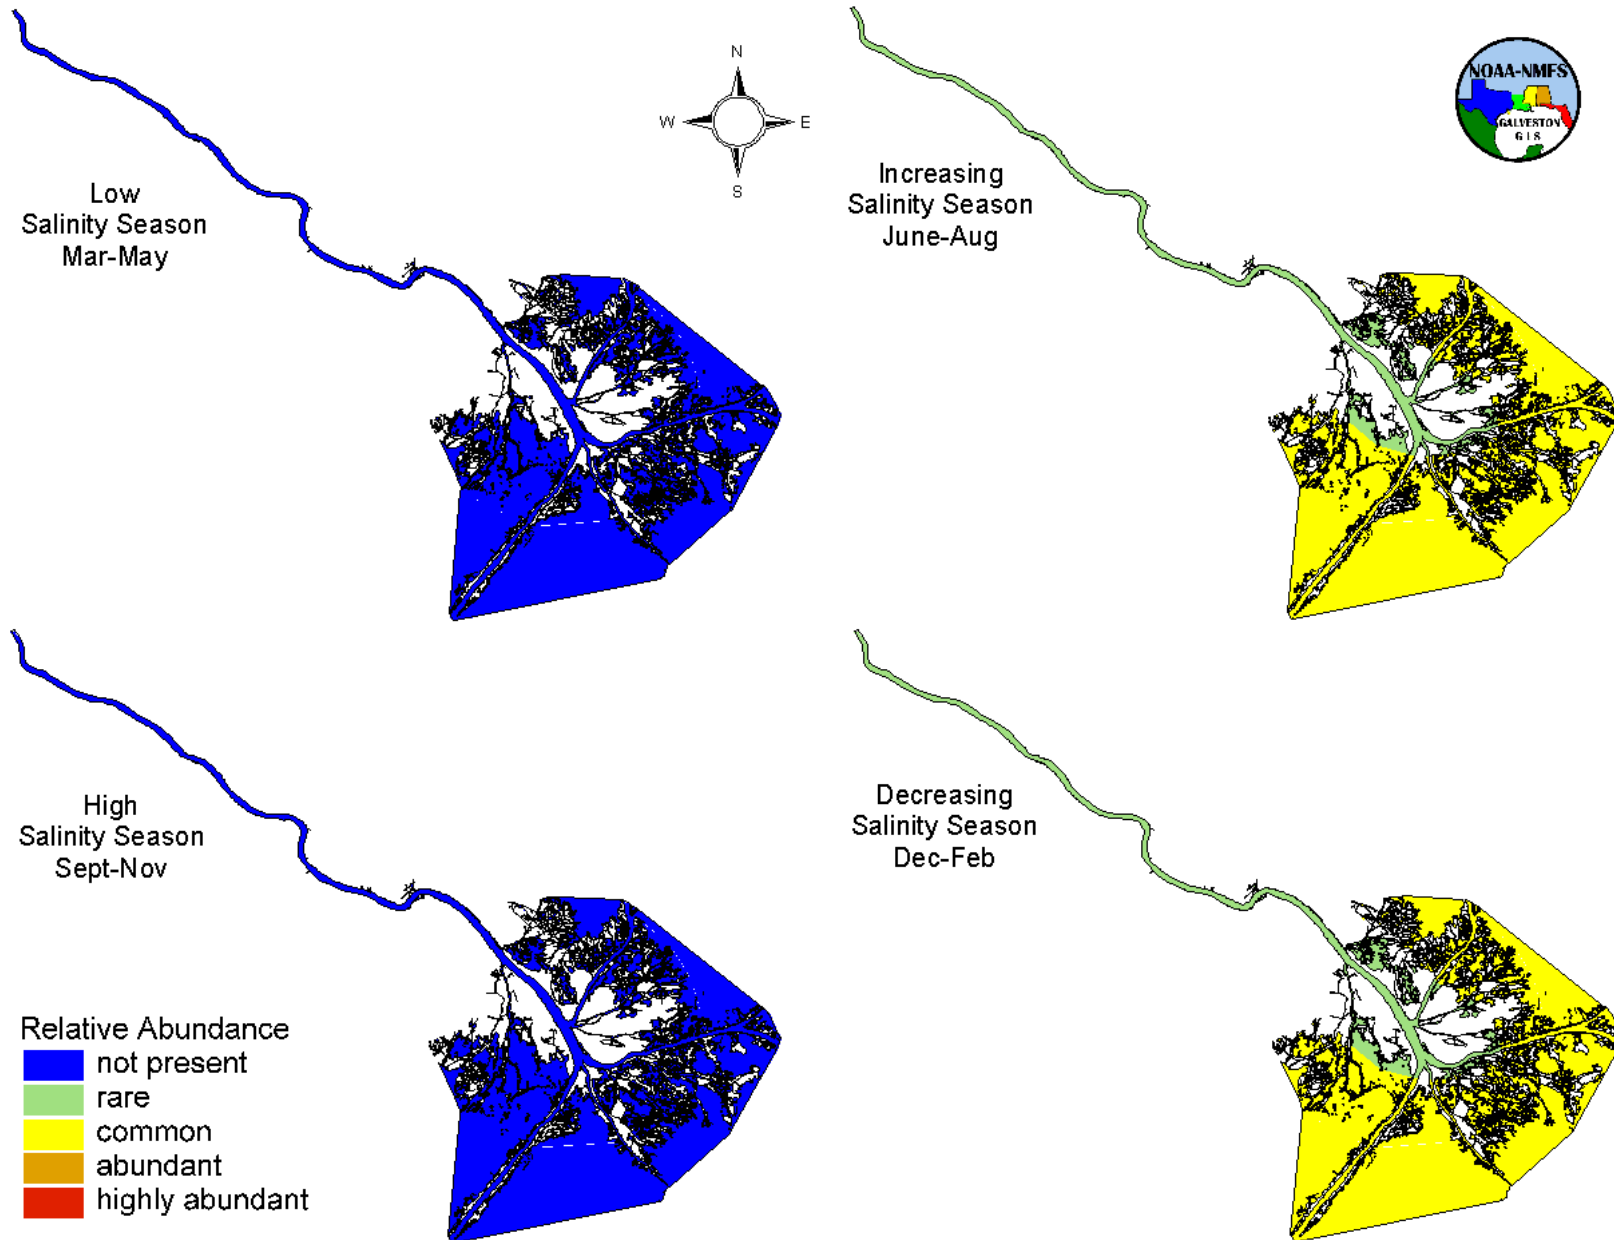 N
W
E
S
NOAA-NMFS
GALVESTON
GIS
Low
Salinity Season
Mar-May
Increasing
Salinity Season
June-Aug
High
Salinity Season
Sept-Nov
Decreasing
Salinity Season
Dec-Feb
Relative Abundance
not present
rare
common
abundant
highly abundant